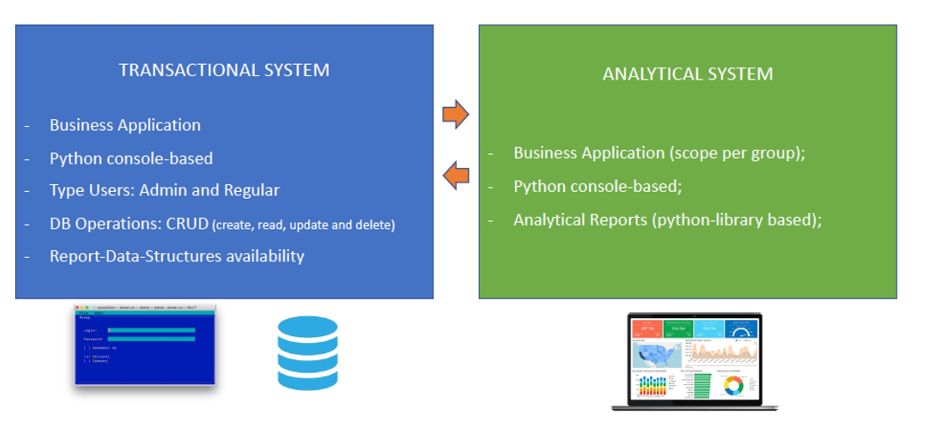 TRANSACTIONAL SYSTEM
- Business Application
- Python console-based
- Type Users: Admin and Regular
- DB Operations: CRUD (create, read, update and delete)
- Report-Data-Structures availability
ANALYTICAL SYSTEM
- Business Application (scope per group);
- Python console-based;
- Analytical Reports (python-library based);
Login:
Password: